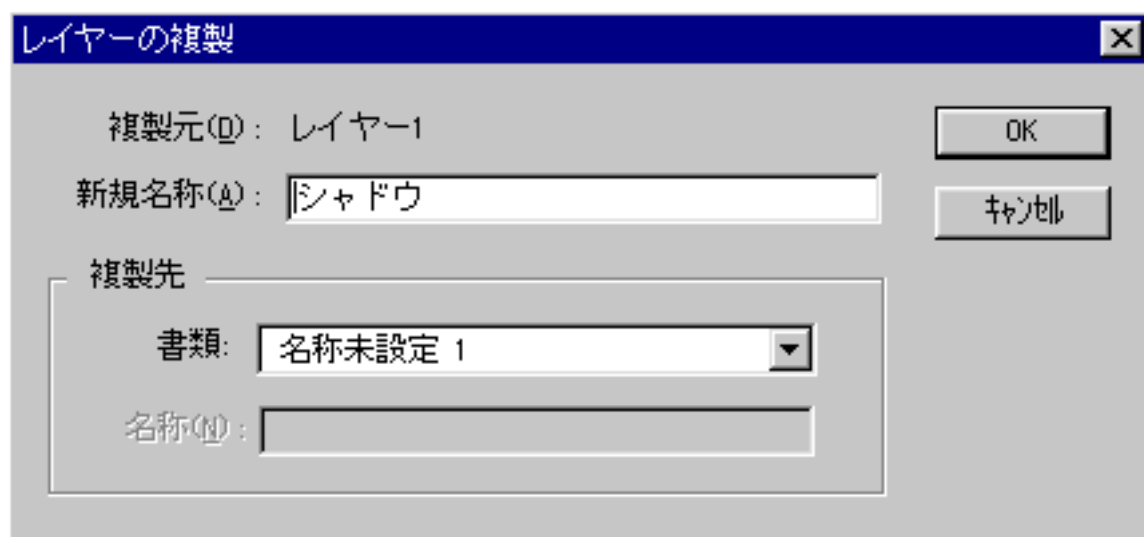 レイヤーの複製
複製元(D): レイヤー1
OK
新規名称(A): シャドウ
ｷｬﾝｾﾙ
複製先
書類: 名称未設定 1
名称(N):